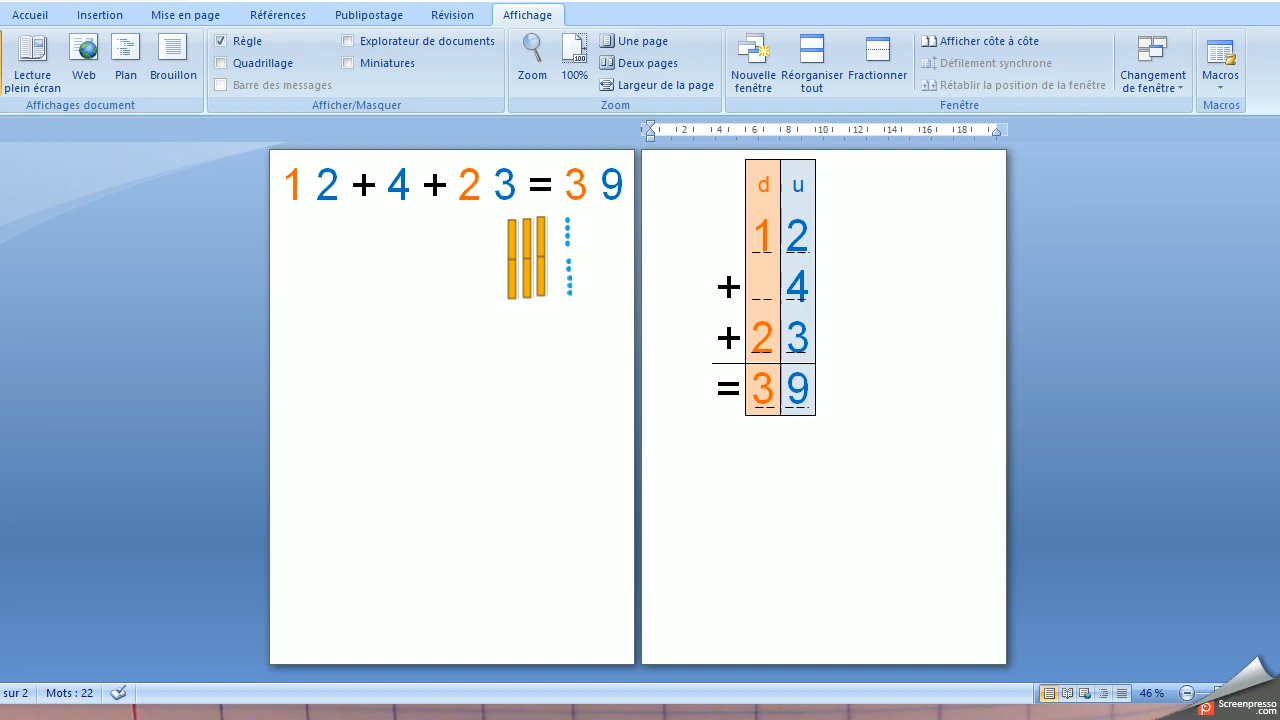 Accueil Insertion Mise en page Références Publipostage Révision Affichage
Lecture plein écran
Web
Plan
Brouillon
Affichages document
Règle
Quadrillage
Barre des messages
Explorateur de documents
Miniatures
Afficher/Masquer
Zoom
100%
Une page
Deux pages
Largeur de la page
Zoom
Nouvelle fenêtre
Réorganiser tout
Fractionner
Afficher côte à côte
Défilement synchrone
Rétablir la position de la fenêtre
Fenêtre
Changement de fenêtre
Macros
Macros
2 4 6 8 10 12 14 16 18
1 2 + 4 + 2 3 = 3 9
d u
1 2
+ 4
+ 2 3
= 3 9
sur 2 Mots : 22
46 %
Screenpresso
.com